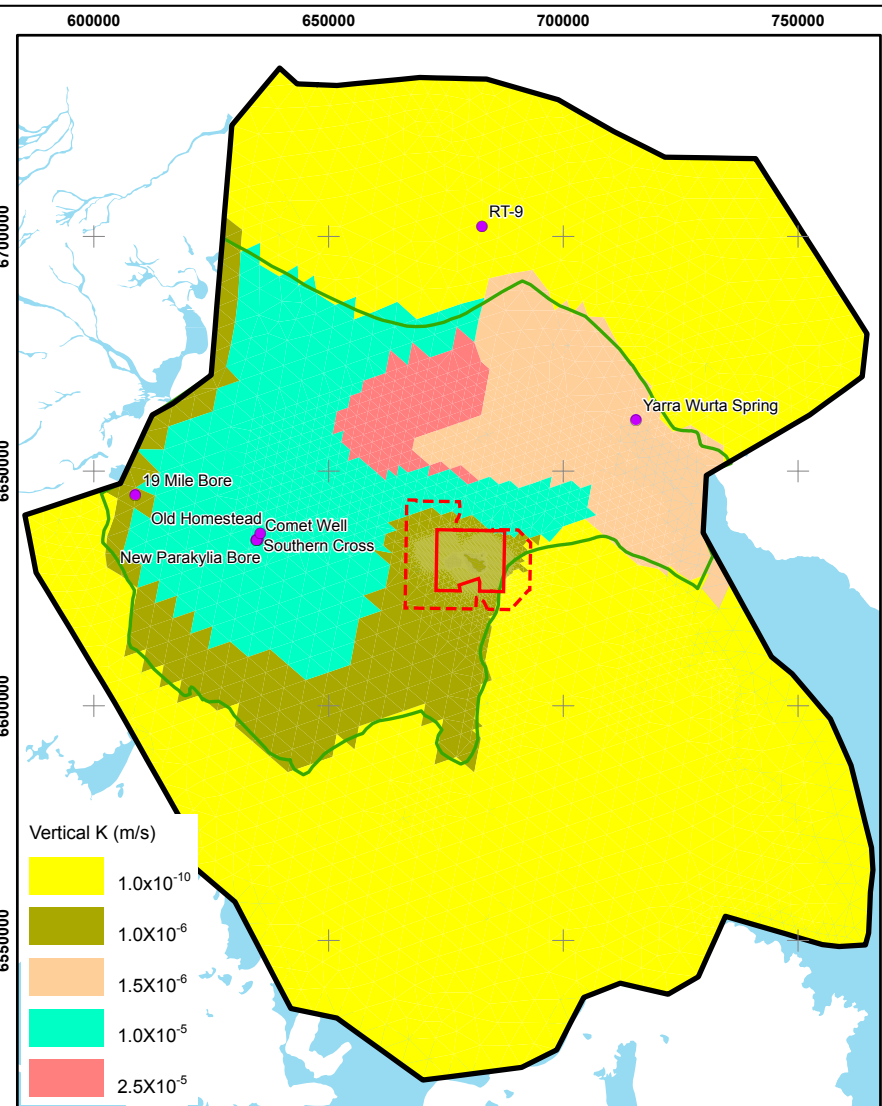 600000 650000 700000 750000
6700000
RT-9
Yarra Wurta Spring
6650000
19 Mile Bore
Old Homestead
Comet Well
Southern Cross
New Parakylia Bore
6600000
Vertical K (m/s)
1.0x10⁻¹⁰
1.0X10⁻⁶
6550000
1.5X10⁻⁶
1.0X10⁻⁵
2.5X10⁻⁵